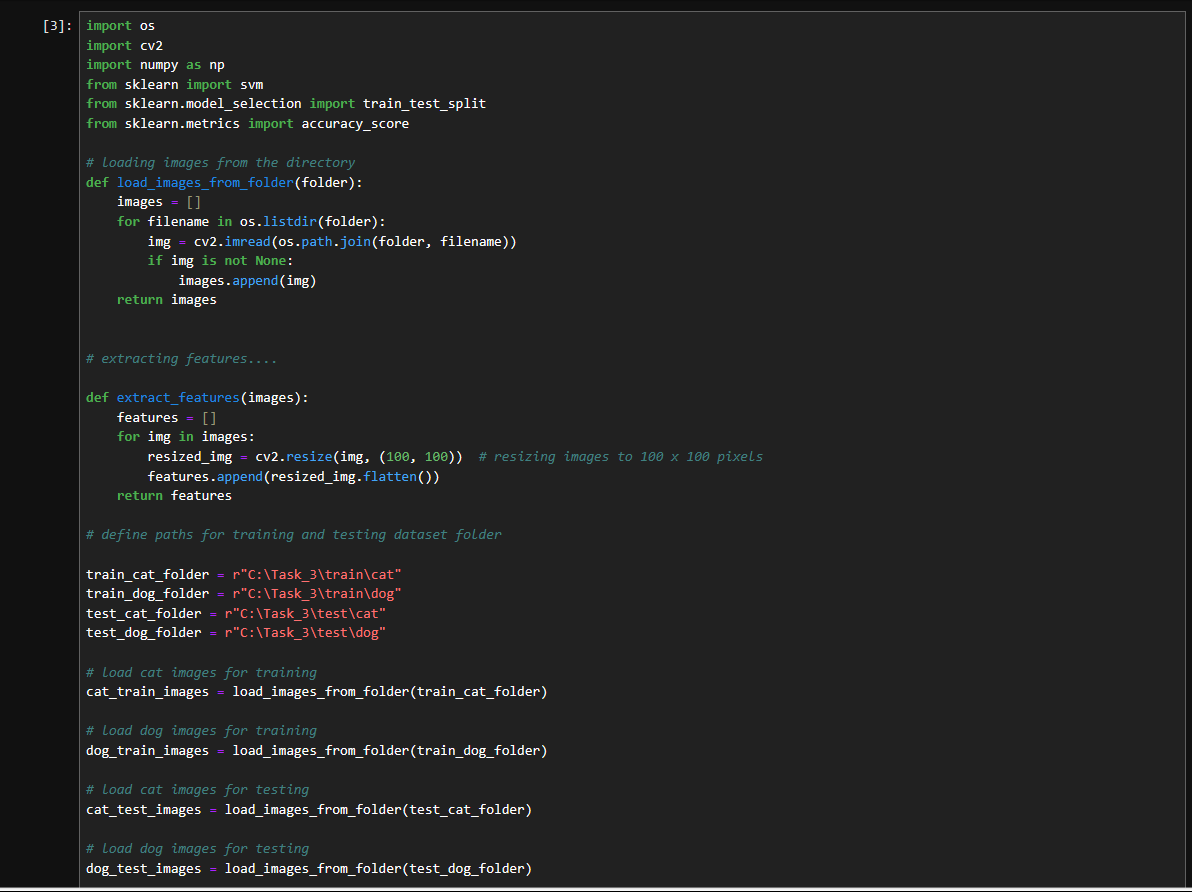 [3]: import os
import cv2
import numpy as np
from sklearn import svm
from sklearn.model_selection import train_test_split
from sklearn.metrics import accuracy_score
# loading images from the directory
def load_images_from_folder(folder):
    images = []
    for filename in os.listdir(folder):
        img = cv2.imread(os.path.join(folder, filename))
        if img is not None:
            images.append(img)
    return images
# extracting features....
def extract_features(images):
    features = []
    for img in images:
        resized_img = cv2.resize(img, (100, 100))  # resizing images to 100 x 100 pixels
        features.append(resized_img.flatten())
    return features
# define paths for training and testing dataset folder
train_cat_folder = r"C:\Task_3\train\cat"
train_dog_folder = r"C:\Task_3\train\dog"
test_cat_folder = r"C:\Task_3\test\cat"
test_dog_folder = r"C:\Task_3\test\dog"
# load cat images for training
cat_train_images = load_images_from_folder(train_cat_folder)
# load dog images for training
dog_train_images = load_images_from_folder(train_dog_folder)
# load cat images for testing
cat_test_images = load_images_from_folder(test_cat_folder)
# load dog images for testing
dog_test_images = load_images_from_folder(test_dog_folder)